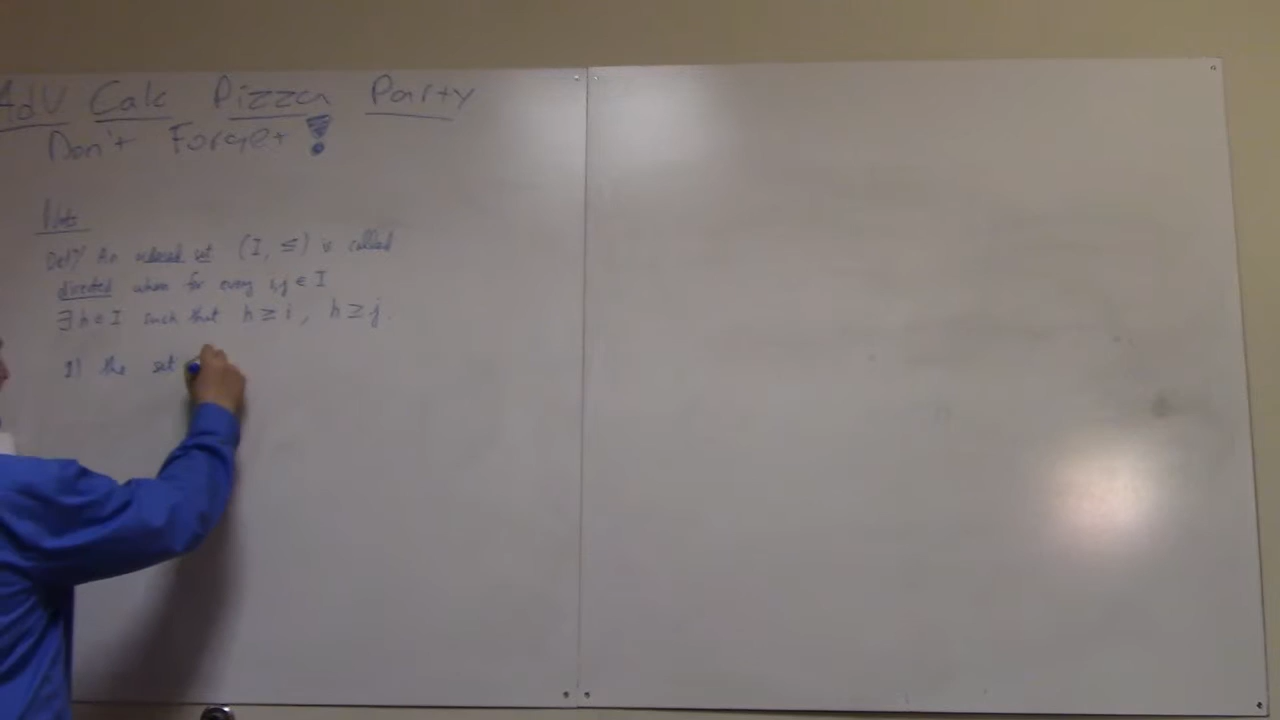 Adv Calc Pizza Party
Don't Forget!
Nets
Def) An ordered set (I, ≤) is called
directed when for every i,j ∈ I
∃ h ∈ I such that h ≥ i, h ≥ j.
1) the set